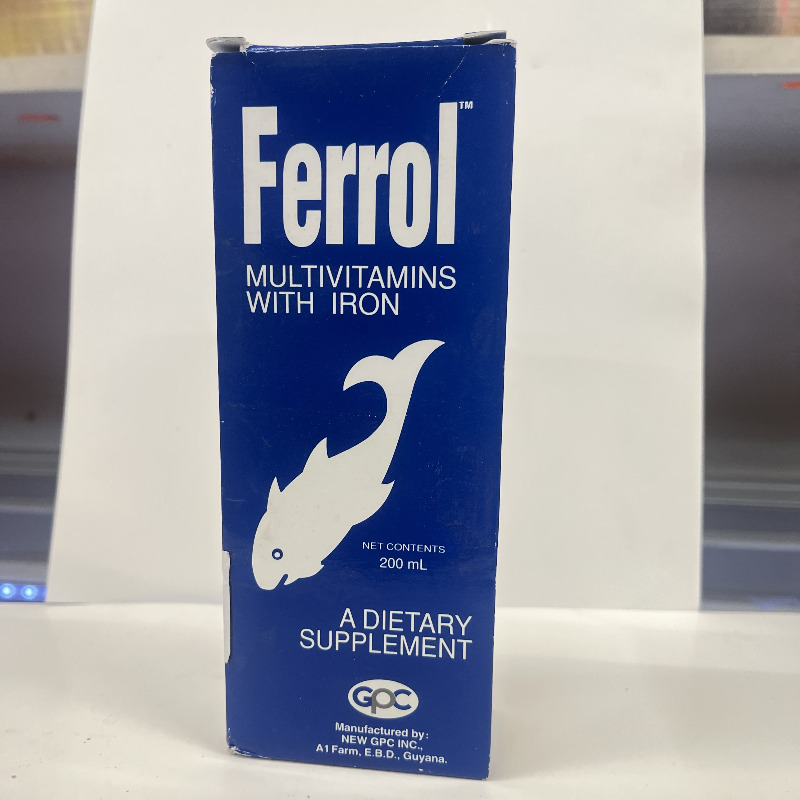 Ferrol™
MULTIVITAMINS
WITH IRON
NET CONTENTS
200 mL
A DIETARY
SUPPLEMENT
GPC
Manufactured by:
NEW GPC INC.,
A1 Farm, E.B.D., Guyana.